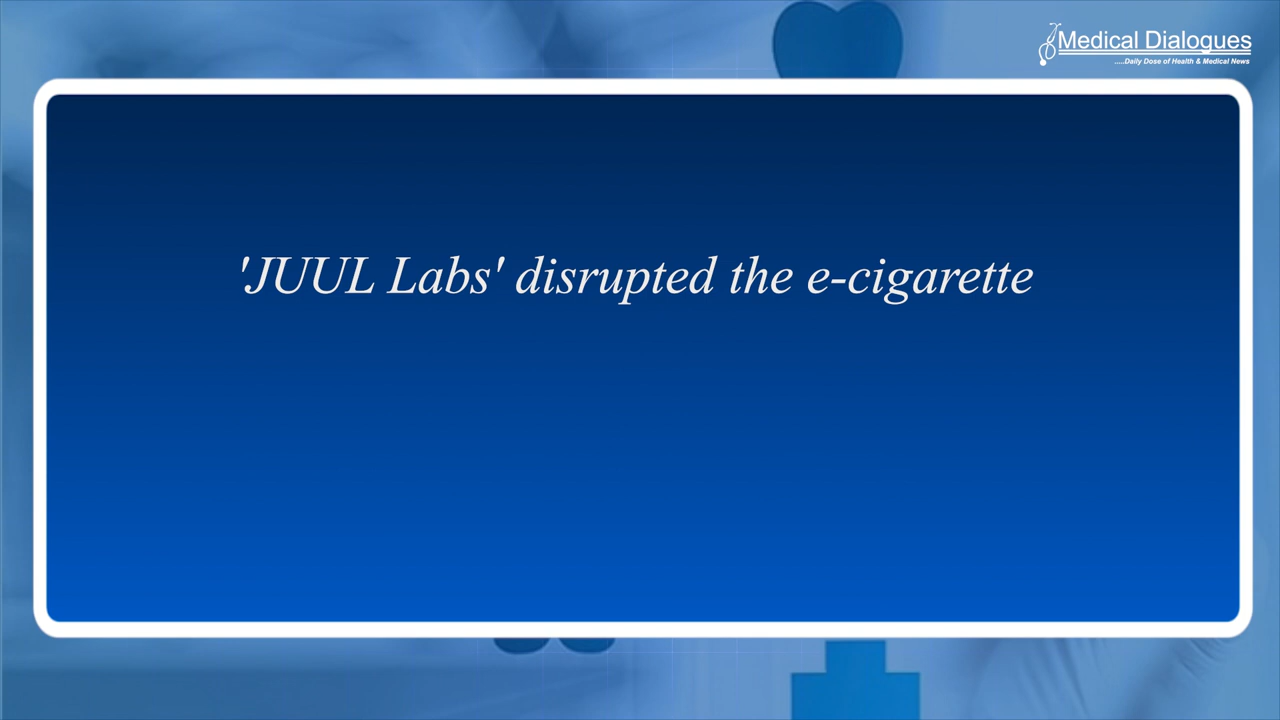 Medical Dialogues
.....Daily Dose of Health & Medical News
'JUUL Labs' disrupted the e-cigarette